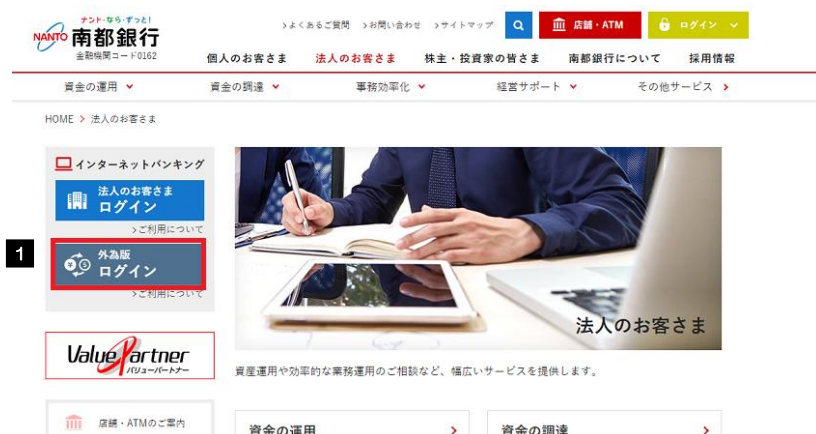 ナント・なら・ずっと!
NANTO 南都銀行
金融機関コード0162
>よくあるご質問 >お問い合わせ >サイトマップ
店舗・ATM
ログイン
個人のお客さま 法人のお客さま 株主・投資家の皆さま 南都銀行について 採用情報
資金の運用 資金の調達 事務効率化 経営サポート その他サービス
HOME > 法人のお客さま
インターネットバンキング
法人のお客さま
ログイン
>ご利用について
1
外為版
ログイン
>ご利用について
法人のお客さま
Value Partner
バリューパートナー
資産運用や効率的な業務運用のご相談など、幅広いサービスを提供します。
店舗・ATMのご案内
資金の運用 > 資金の調達 >